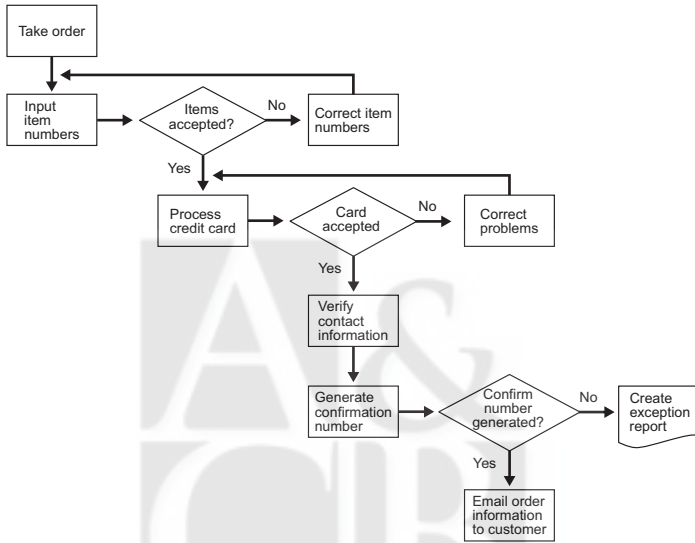 Take order
Input
item
numbers
Items
accepted?
No
Correct item
numbers
Yes
Process
credit card
Card
accepted
No
Correct
problems
Yes
Verify
contact
information
Generate
confirmation
number
Confirm
number
generated?
No
Create
exception
report
Yes
Email order
information
to customer
A&
CB